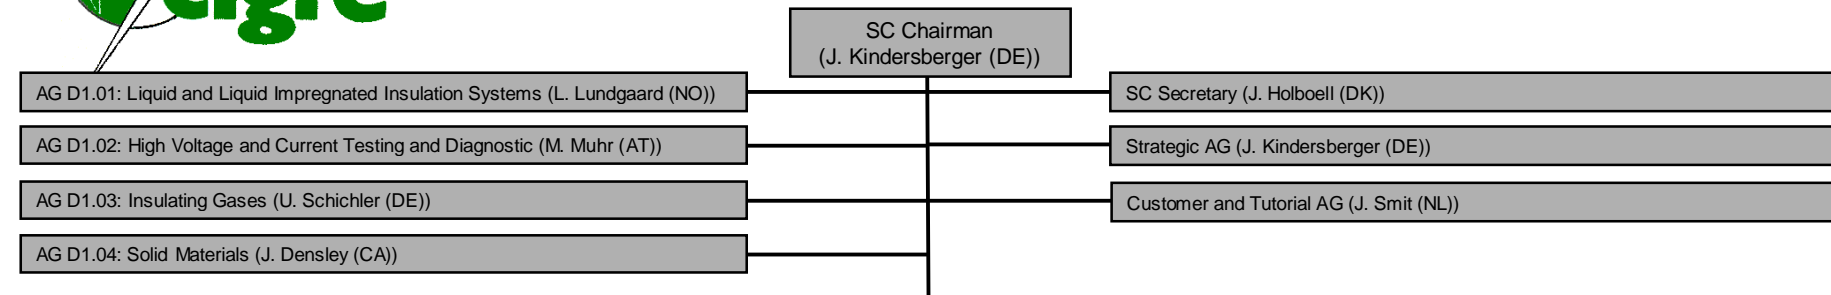 cigré
SC Chairman
(J. Kindersberger (DE))
AG D1.01: Liquid and Liquid Impregnated Insulation Systems (L. Lundgaard (NO))
SC Secretary (J. Holboell (DK))
AG D1.02: High Voltage and Current Testing and Diagnostic (M. Muhr (AT))
Strategic AG (J. Kindersberger (DE))
AG D1.03: Insulating Gases (U. Schichler (DE))
Customer and Tutorial AG (J. Smit (NL))
AG D1.04: Solid Materials (J. Densley (CA))